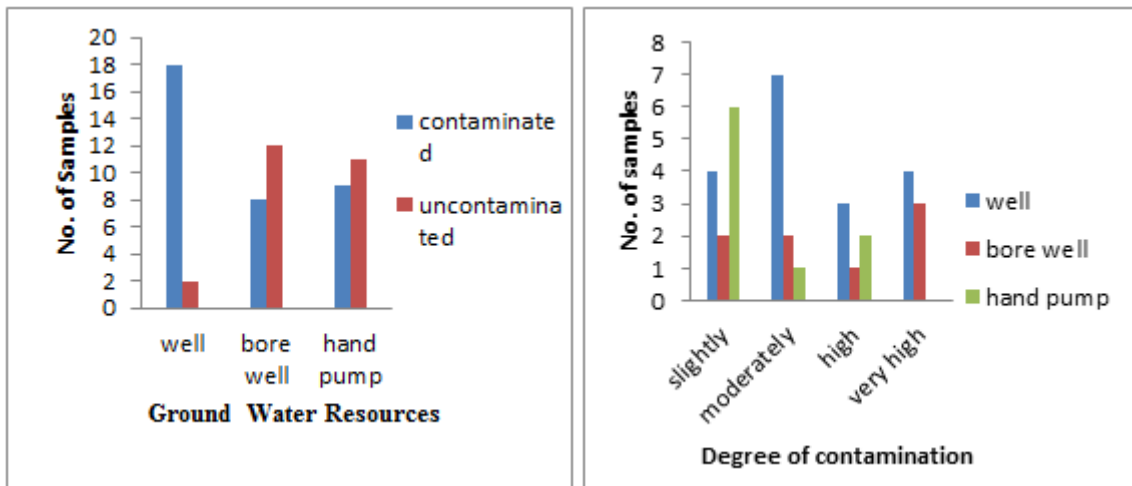 No. of Samples
20
18
16
14
12
10
8
6
4
2
0
well
bore
well
hand
pump
Ground Water Resources
contaminate
d
uncontamina
ted
No. of samples
8
7
6
5
4
3
2
1
0
slightly
moderately
high
very high
Degree of contamination
well
bore well
hand pump